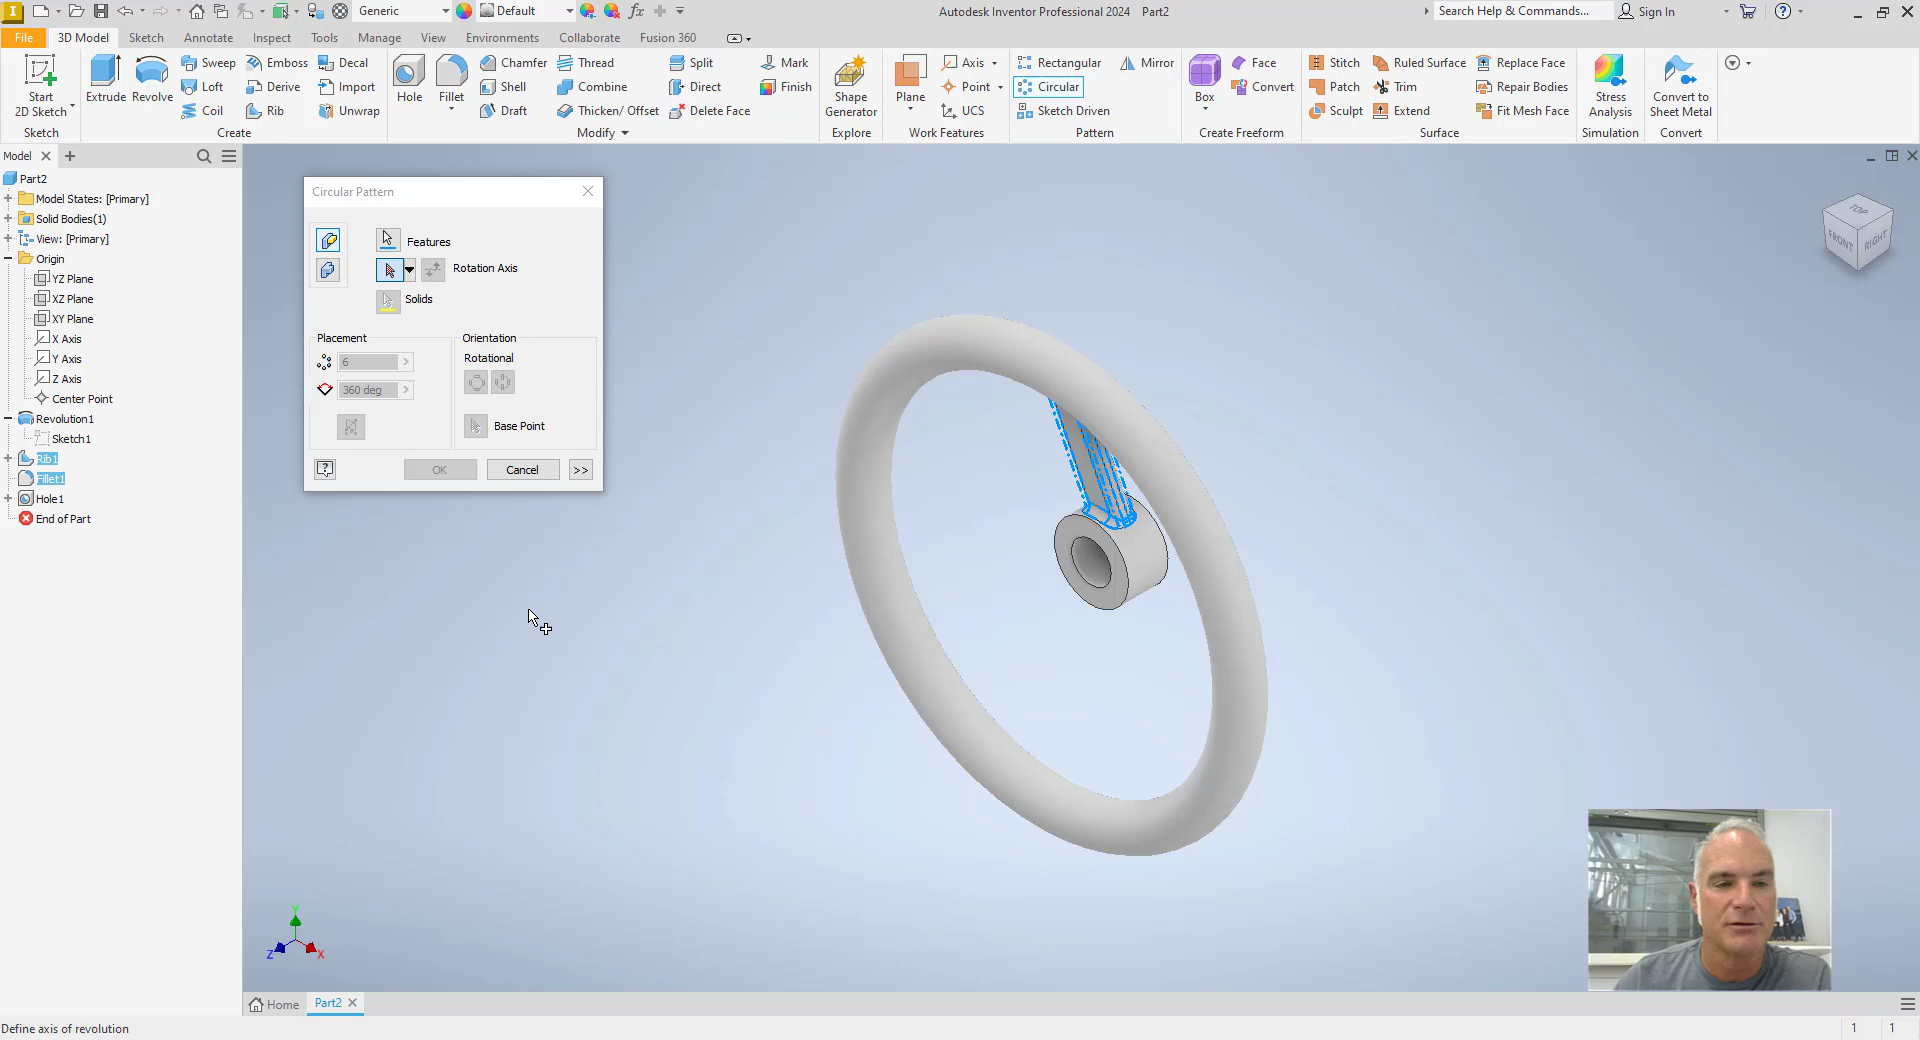 Generic
Default
fx
Autodesk Inventor Professional 2024 Part2
Search Help & Commands...
Sign In
File
3D Model
Sketch
Annotate
Inspect
Tools
Manage
View
Environments
Collaborate
Fusion 360
Start
2D Sketch
Sketch
Extrude
Revolve
Sweep
Loft
Coil
Emboss
Derive
Rib
Decal
Import
Unwrap
Create
Hole
Fillet
Chamfer
Shell
Draft
Thread
Combine
Thicken/ Offset
Split
Direct
Delete Face
Mark
Finish
Modify
Shape
Generator
Explore
Plane
Axis
Point
UCS
Work Features
Rectangular
Circular
Sketch Driven
Mirror
Pattern
Box
Face
Convert
Create Freeform
Stitch
Patch
Sculpt
Ruled Surface
Trim
Extend
Replace Face
Repair Bodies
Fit Mesh Face
Surface
Stress
Analysis
Simulation
Convert to
Sheet Metal
Convert
Model
Part2
Model States: [Primary]
Solid Bodies(1)
View: [Primary]
Origin
YZ Plane
XZ Plane
XY Plane
X Axis
Y Axis
Z Axis
Center Point
Revolution1
Sketch1
Rib1
Fillet1
Hole1
End of Part
Circular Pattern
Features
Rotation Axis
Solids
Placement
6
360 deg
Orientation
Rotational
Base Point
OK
Cancel
>>
TOP
FRONT
RIGHT
Y
Z
X
Home
Part2
Define axis of revolution
1
1